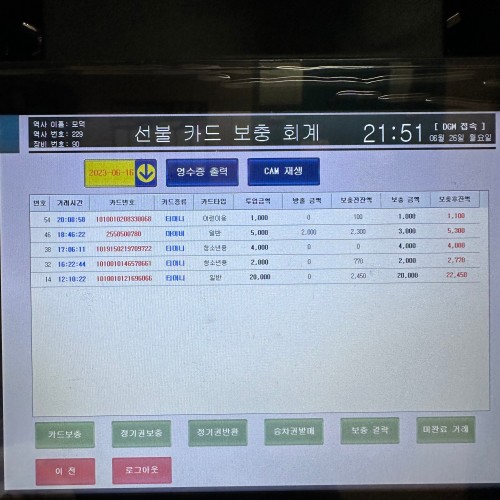 역사 이름: 모덕
역사 번호: 229
장비 번호: 90
선불 카드 보충 회계
21:51
[ DGM 접속 ]
06월 26일 월요일
2023-06-16
영수증 출력
CAM 재생
번호 거래시간 카드번호 카드종류 카드타입 투입금액 방출 금액 보충전잔액 보충 금액 보충후잔액
54 20:08:58 1010010208330068 티머니 어린이용 1,000 0 100 1,000 1,100
46 18:46:22 2550500780 마이비 일반 5,000 2,000 2,300 3,000 5,300
38 17:06:11 1019150219709722 티머니 청소년용 4,000 0 0 4,000 4,000
32 16:22:44 1010010146570661 티머니 청소년용 2,000 0 770 2,000 2,770
14 12:10:22 1010010121696066 티머니 일반 20,000 0 2,450 20,000 22,450
카드보충
정기권보충
정기권반환
승차권발매
보충 결락
미완료 거래
이 전
로그아웃